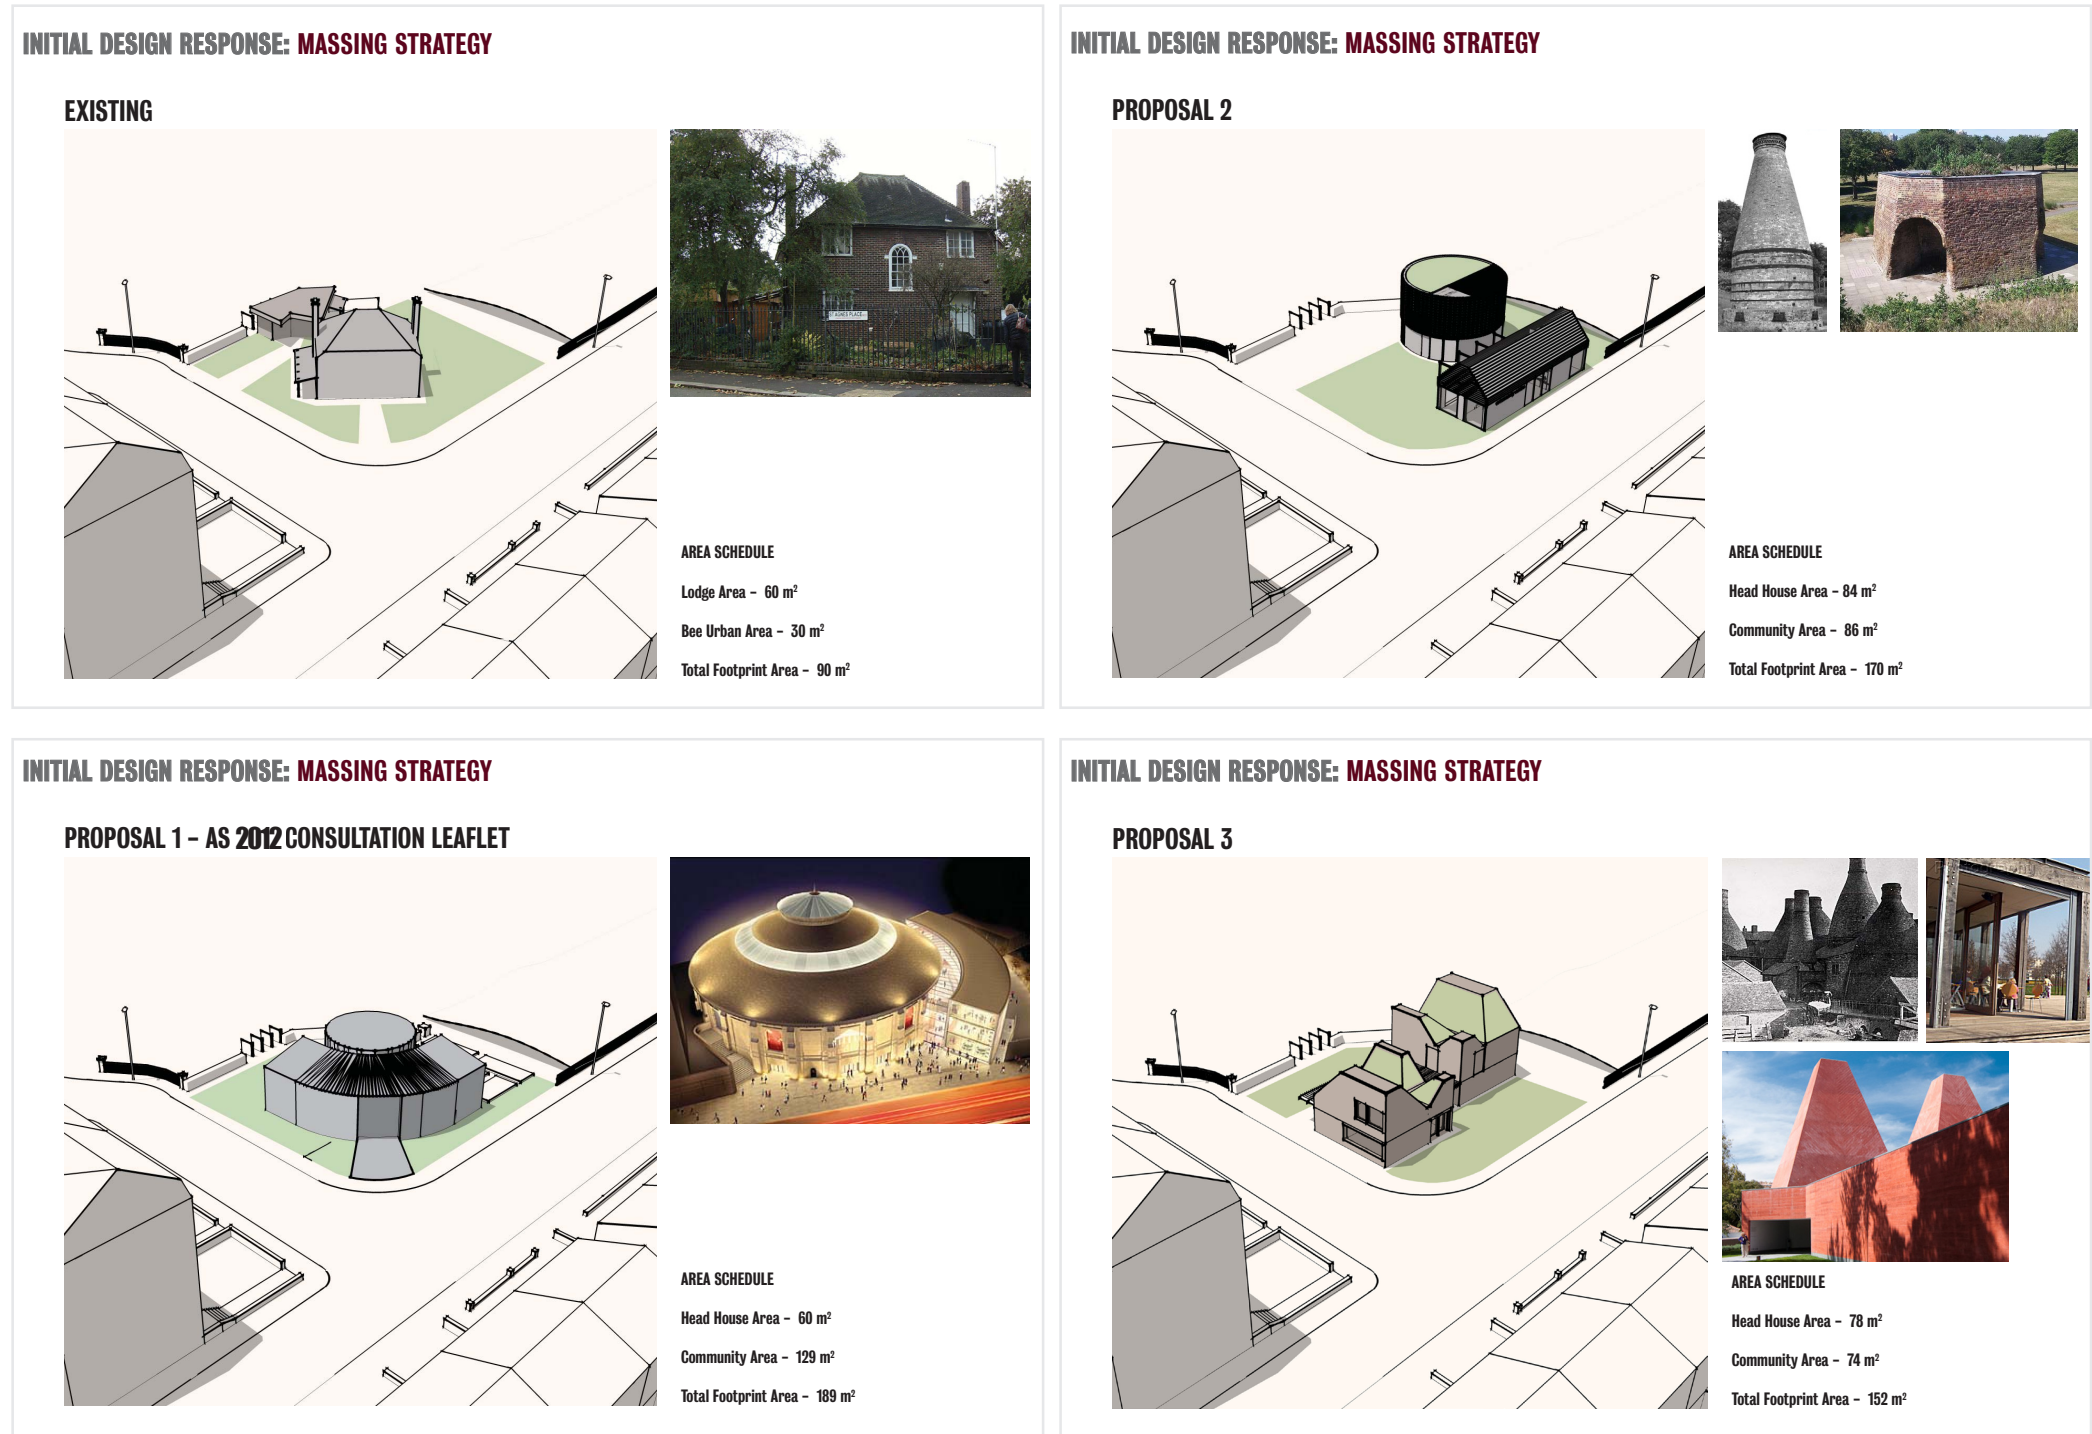 INITIAL DESIGN RESPONSE: MASSING STRATEGY
EXISTING
ST AGNES PLACE
AREA SCHEDULE
Lodge Area – 60 m²
Bee Urban Area – 30 m²
Total Footprint Area – 90 m²
INITIAL DESIGN RESPONSE: MASSING STRATEGY
PROPOSAL 2
AREA SCHEDULE
Head House Area – 84 m²
Community Area – 86 m²
Total Footprint Area – 170 m²
INITIAL DESIGN RESPONSE: MASSING STRATEGY
PROPOSAL 1 – AS 2012 CONSULTATION LEAFLET
AREA SCHEDULE
Head House Area – 60 m²
Community Area – 129 m²
Total Footprint Area – 189 m²
INITIAL DESIGN RESPONSE: MASSING STRATEGY
PROPOSAL 3
AREA SCHEDULE
Head House Area – 78 m²
Community Area – 74 m²
Total Footprint Area – 152 m²